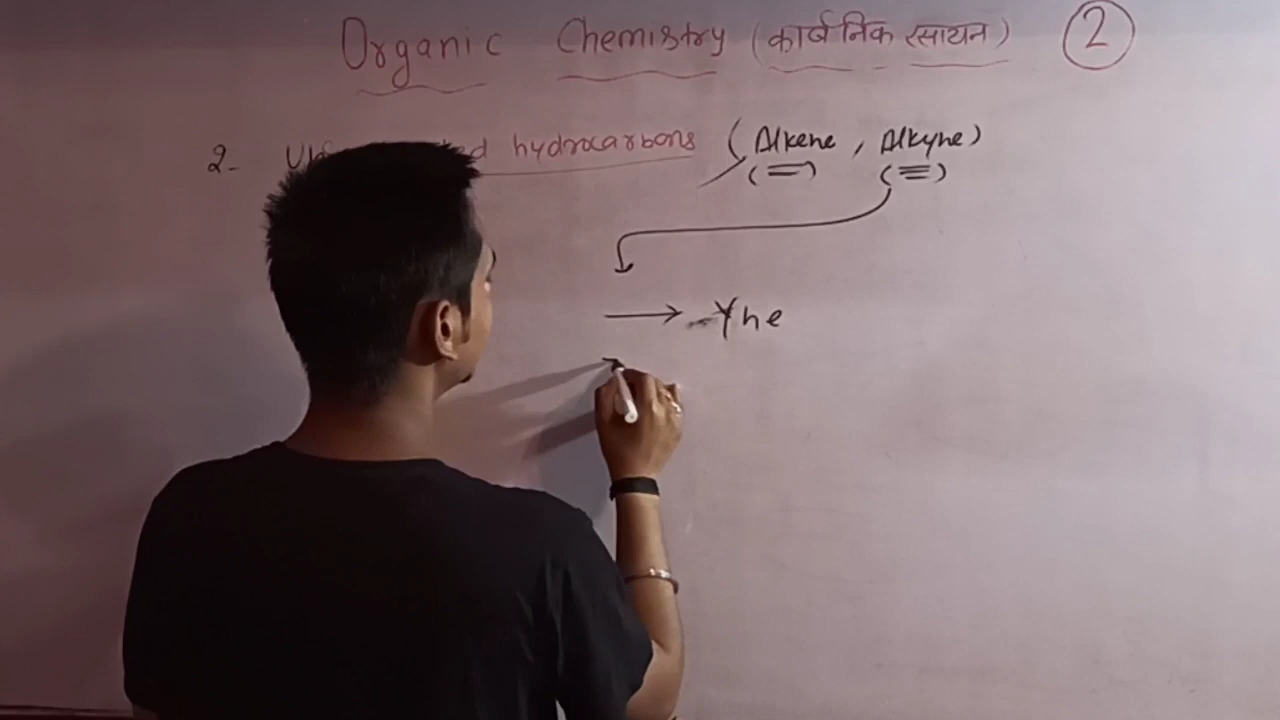 Organic Chemistry (कार्बनिक रसायन) 2
2- hydrocarbons (Alkene, Alkyne)
(=) (≡)
→ -Yne